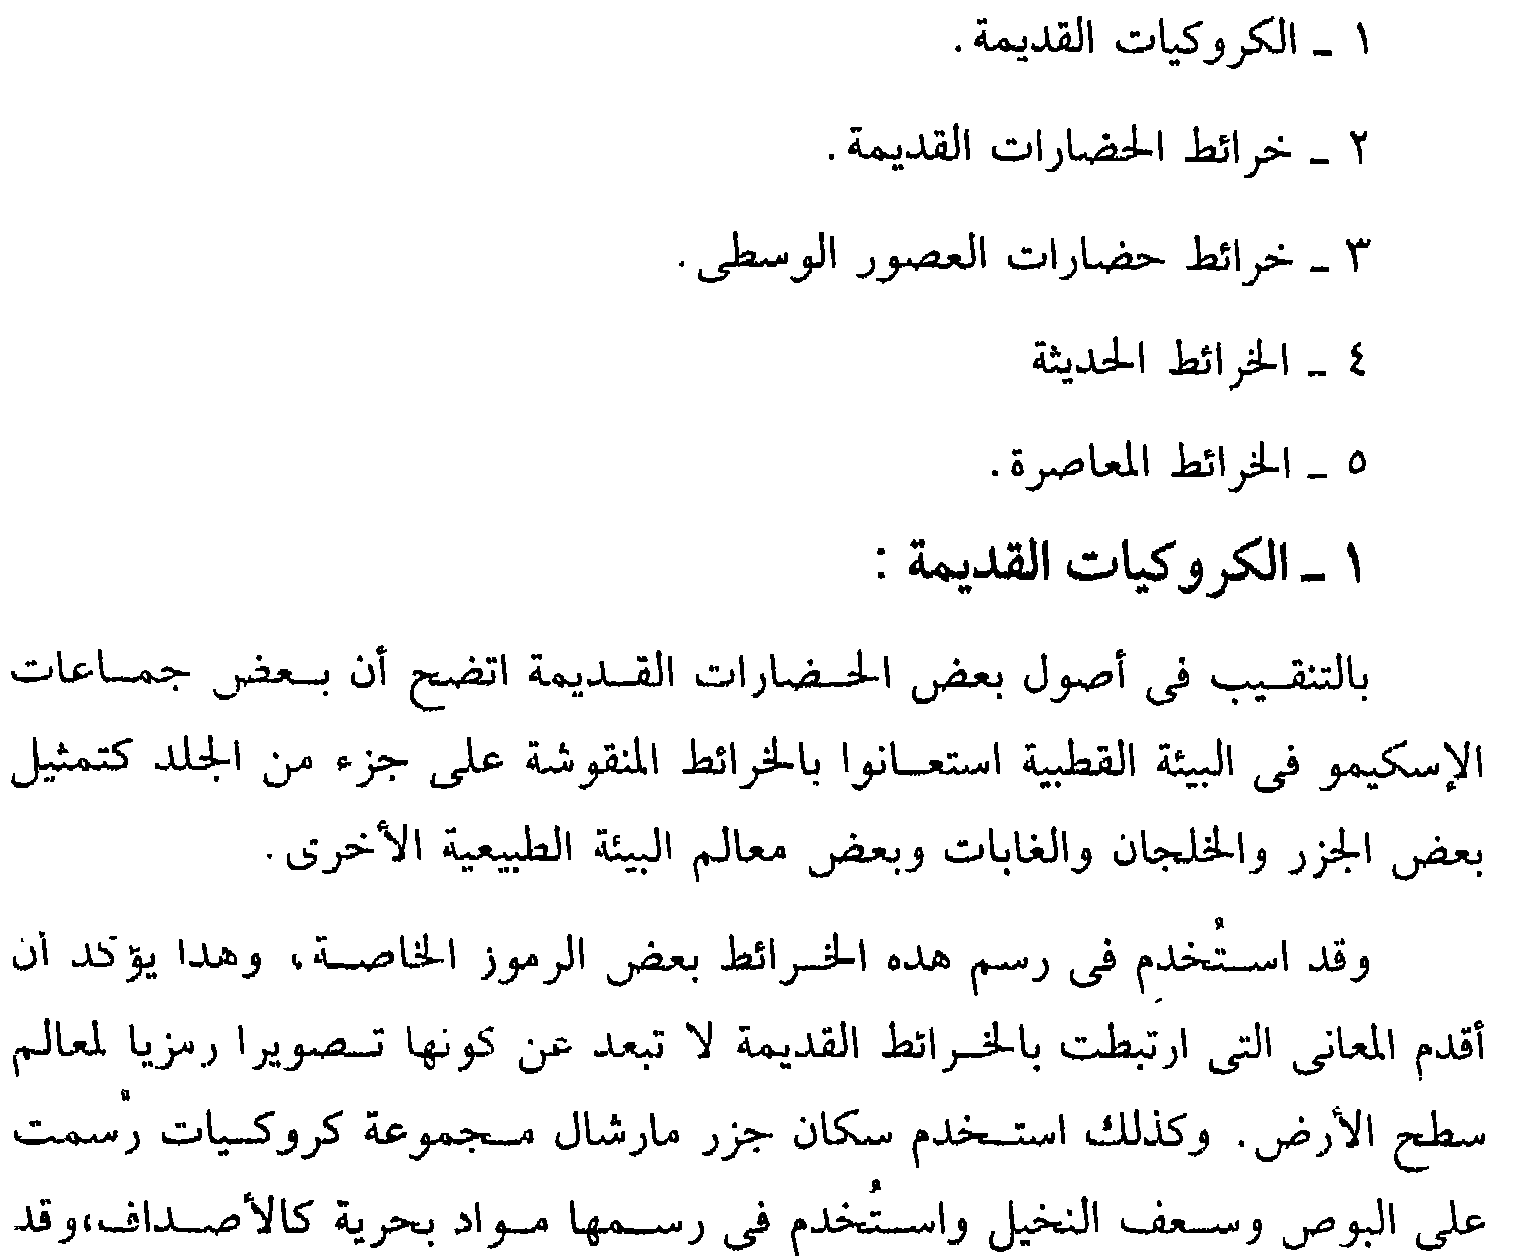 ١ ـ الكروكيات القديمة.
٢ ـ خرائط الحضارات القديمة.
٣ ـ خرائط حضارات العصور الوسطى.
٤ ـ الخرائط الحديثة
٥ ـ الخرائط المعاصرة.
١ ـ الكروكيات القديمة :
بالتنقيب فى أصول بعض الحضارات القديمة اتضح أن بعض جماعات
الإسكيمو فى البيئة القطبية استعانوا بالخرائط المنقوشة على جزء من الجلد كتمثيل
بعض الجزر والخلجان والغابات وبعض معالم البيئة الطبيعية الأخرى.
وقد استُخدم فى رسم هذه الخرائط بعض الرموز الخاصة، وهذا يؤكد أن
أقدم المعانى التى ارتبطت بالخرائط القديمة لا تبعد عن كونها تصويرا رمزيا لمعالم
سطح الأرض. وكذلك استخدم سكان جزر مارشال مجموعة كروكيات رُسمت
على البوص وسعف النخيل واستُخدم فى رسمها مواد بحرية كالأصداف،وقد